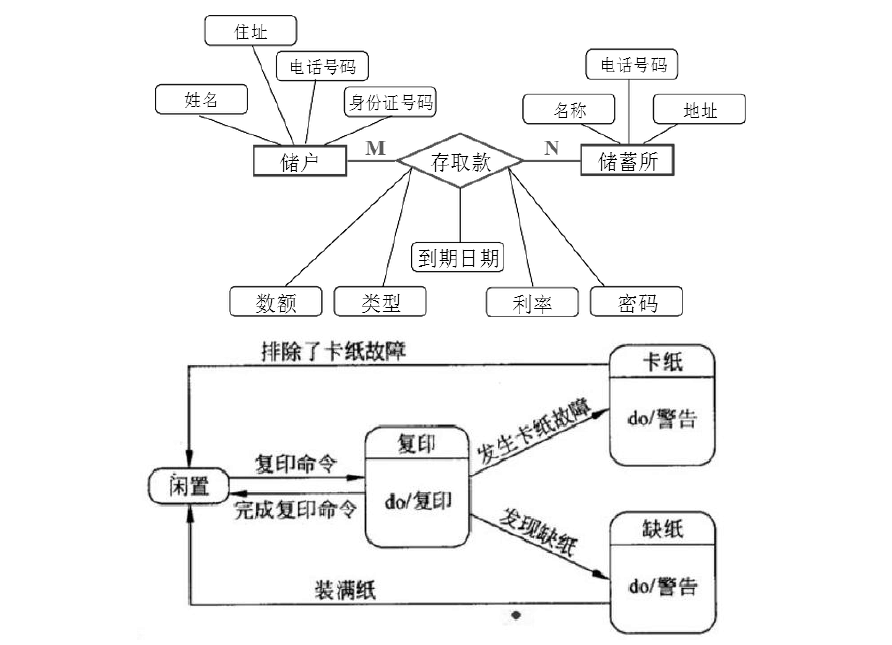 住址
电话号码
姓名
身份证号码
电话号码
名称
地址
储户
M
存取款
N
储蓄所
到期日期
数额
类型
利率
密码
排除了卡纸故障
卡纸
do/警告
发生卡纸故障
复印
do/复印
复印命令
闲置
完成复印命令
发现缺纸
缺纸
do/警告
装满纸